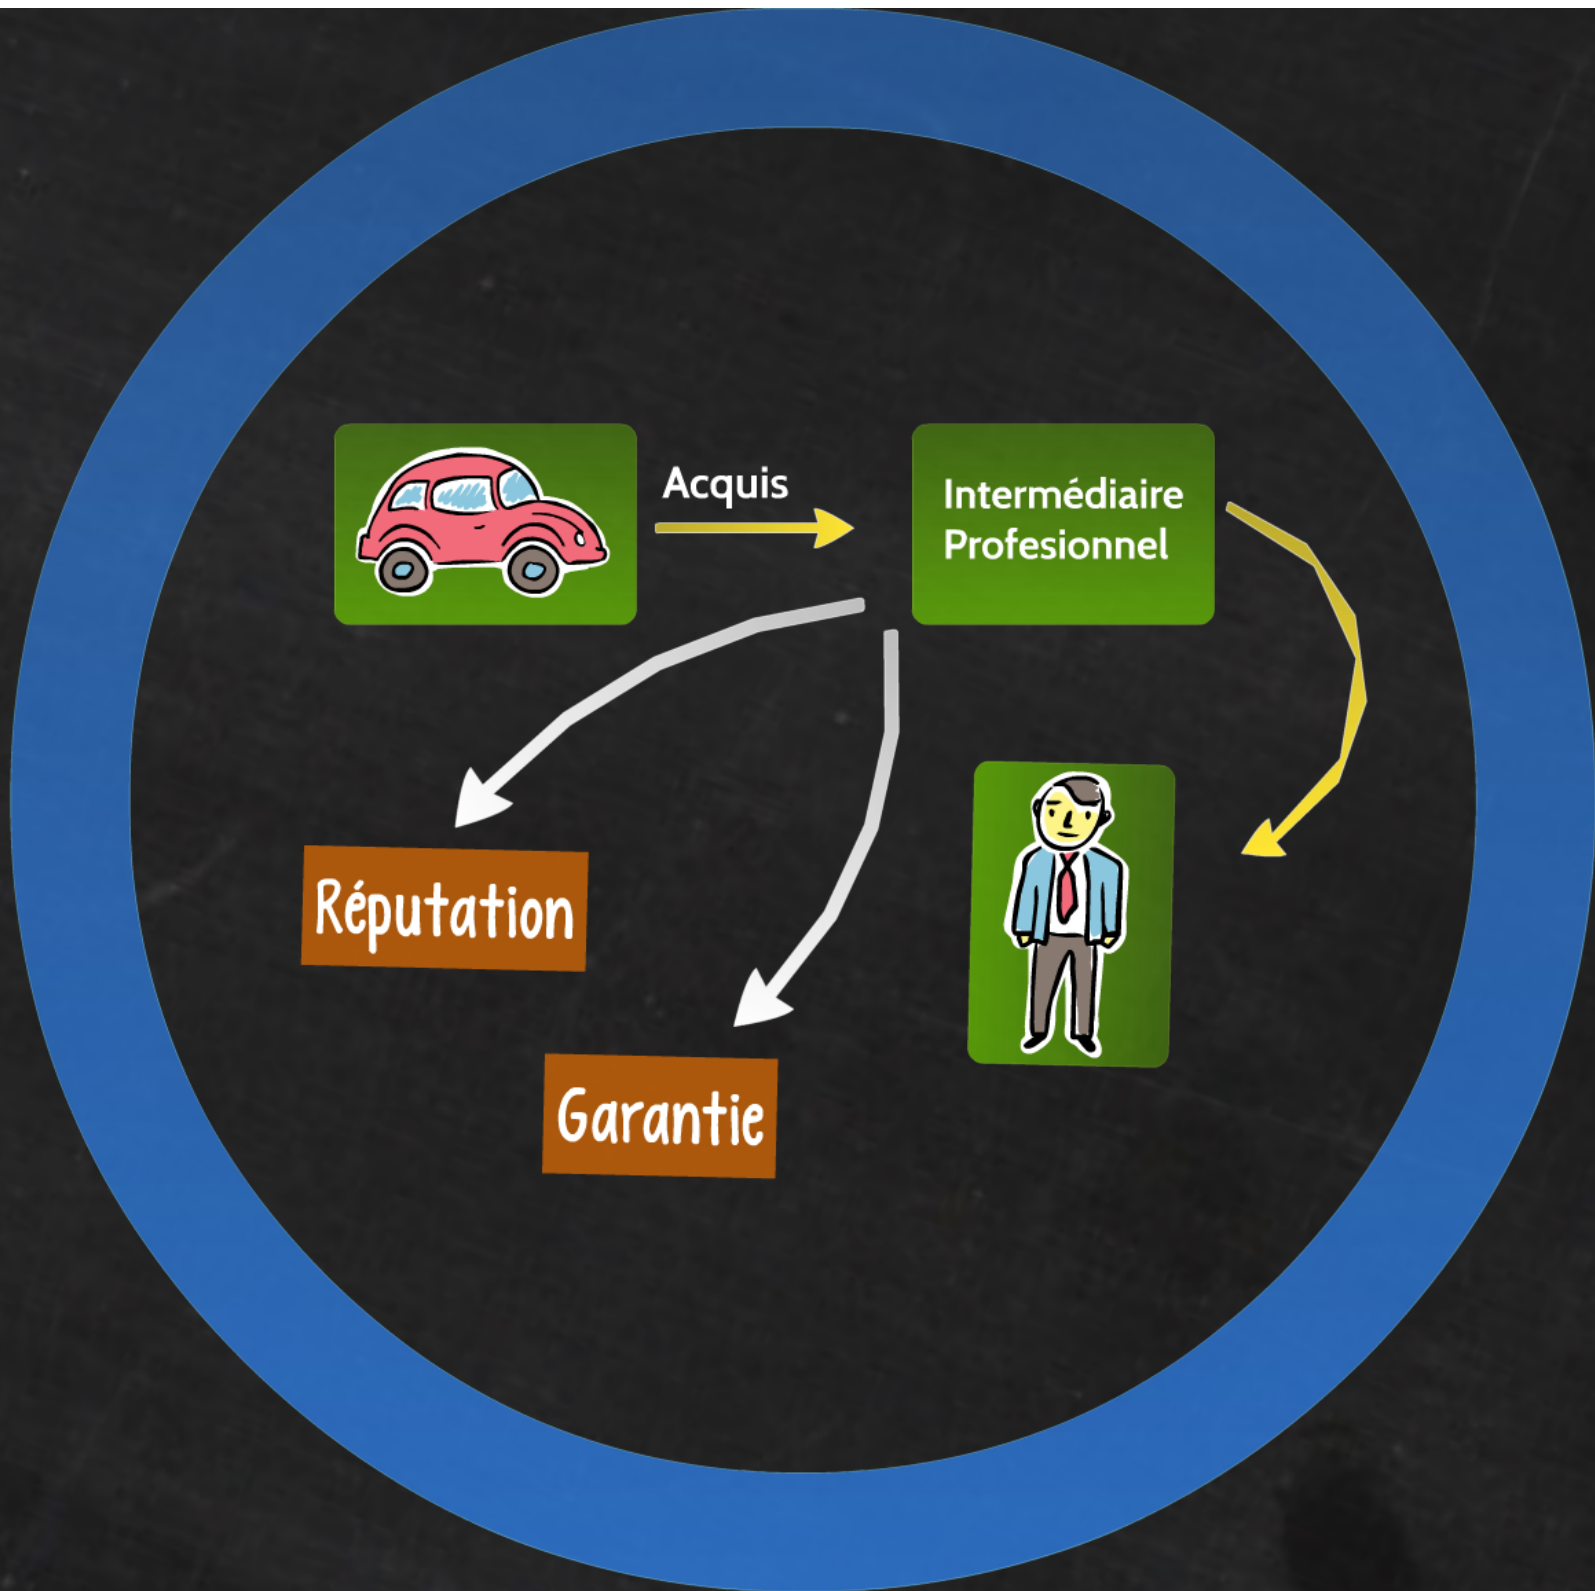 Acquis
Intermédiaire
Profesionnel
Réputation
Garantie